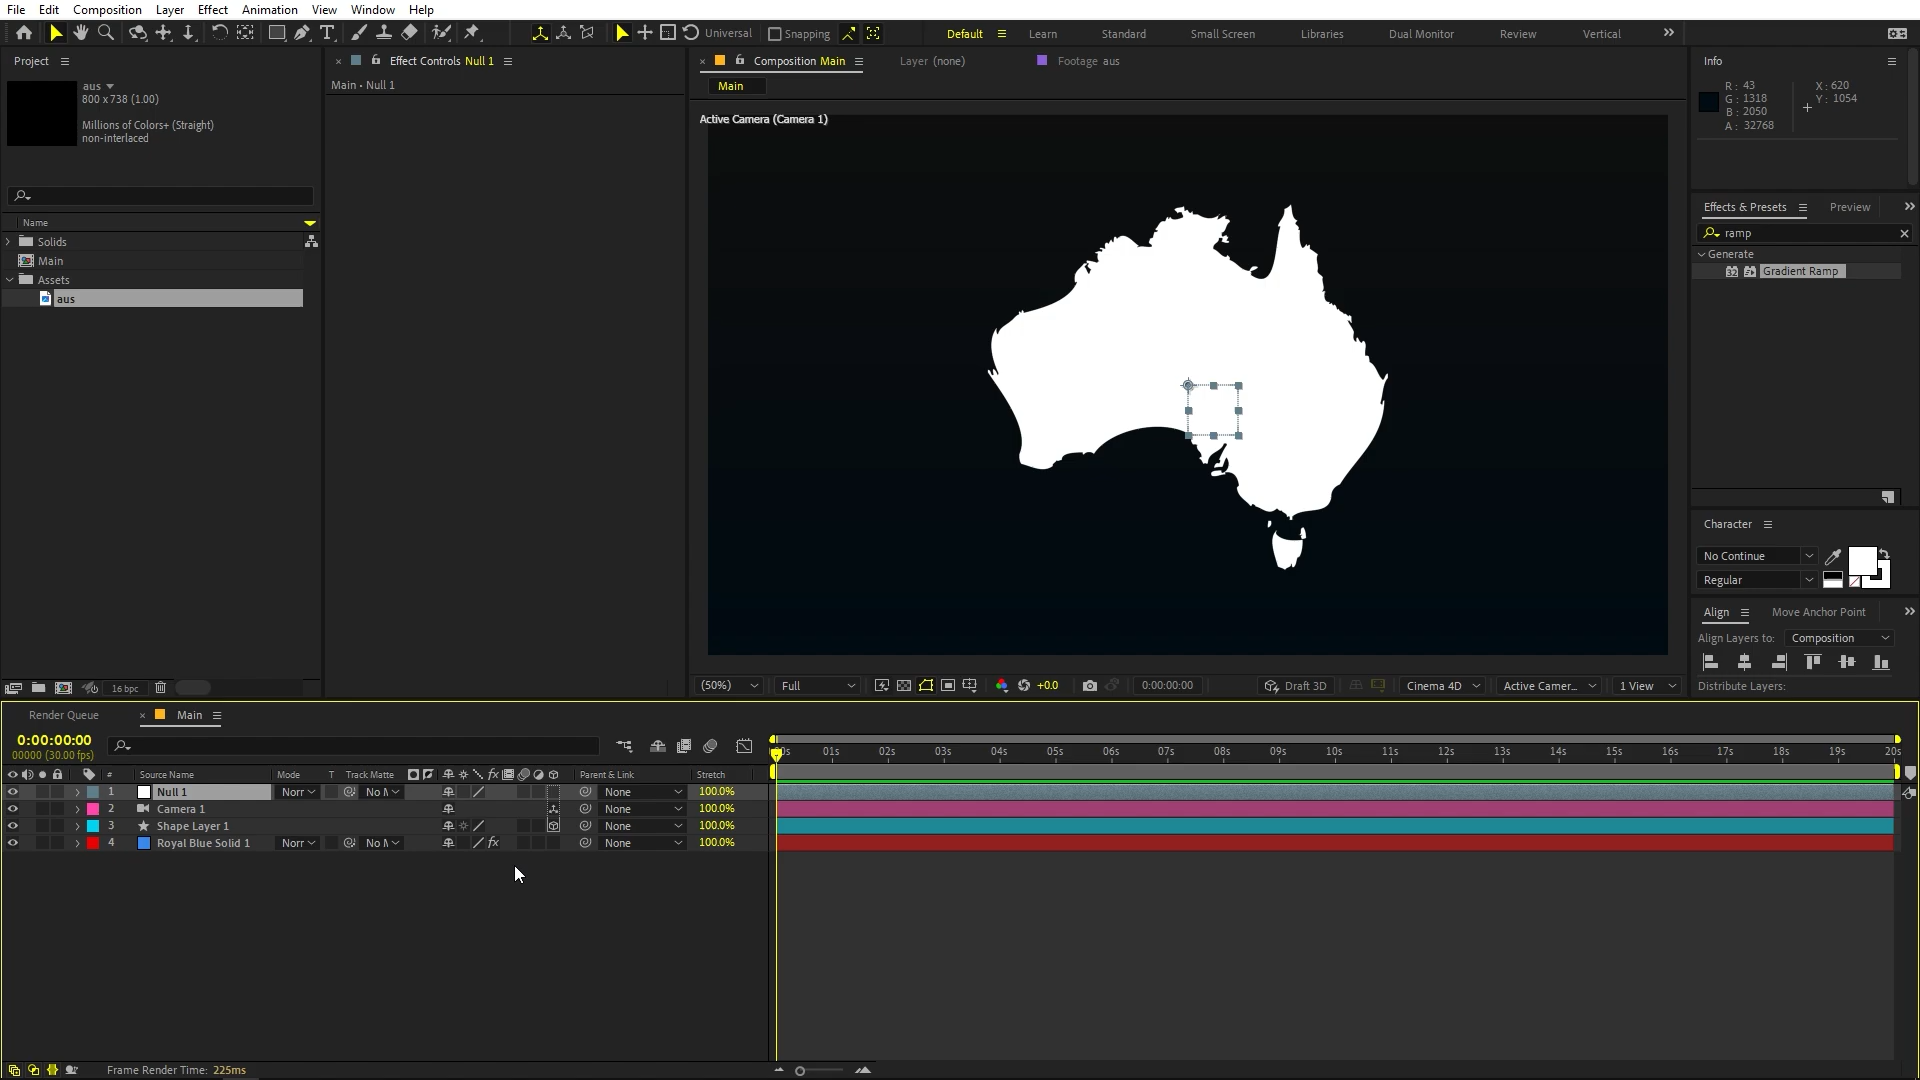 File Edit Composition Layer Effect Animation View Window Help
Universal Snapping Default Learn Standard Small Screen Libraries Dual Monitor Review Vertical
Project
aus
800 x 738 (1.00)
Millions of Colors+ (Straight)
non-interlaced
Name
Solids
Main
Assets
aus
16 bpc
Effect Controls Null 1
Main • Null 1
Composition Main Layer (none) Footage aus
Main
Active Camera (Camera 1)
(50%) Full +0.0 0:00:00:00 Draft 3D Cinema 4D Active Camer... 1 View
Info
R : 43
G : 1318
B : 2050
A : 32768
X : 620
Y : 1054
Effects & Presets Preview
ramp
Generate
Gradient Ramp
Character
No Continue
Regular
Align Move Anchor Point
Align Layers to: Composition
Distribute Layers:
Render Queue Main
0:00:00:00
00000 (30.00 fps)
# Source Name Mode T Track Matte Parent & Link Stretch
1 Null 1 Norr No M None 100.0%
2 Camera 1 None 100.0%
3 Shape Layer 1 None 100.0%
4 Royal Blue Solid 1 Norr No M fx None 100.0%
00s 01s 02s 03s 04s 05s 06s 07s 08s 09s 10s 11s 12s 13s 14s 15s 16s 17s 18s 19s 20s
Frame Render Time: 225ms